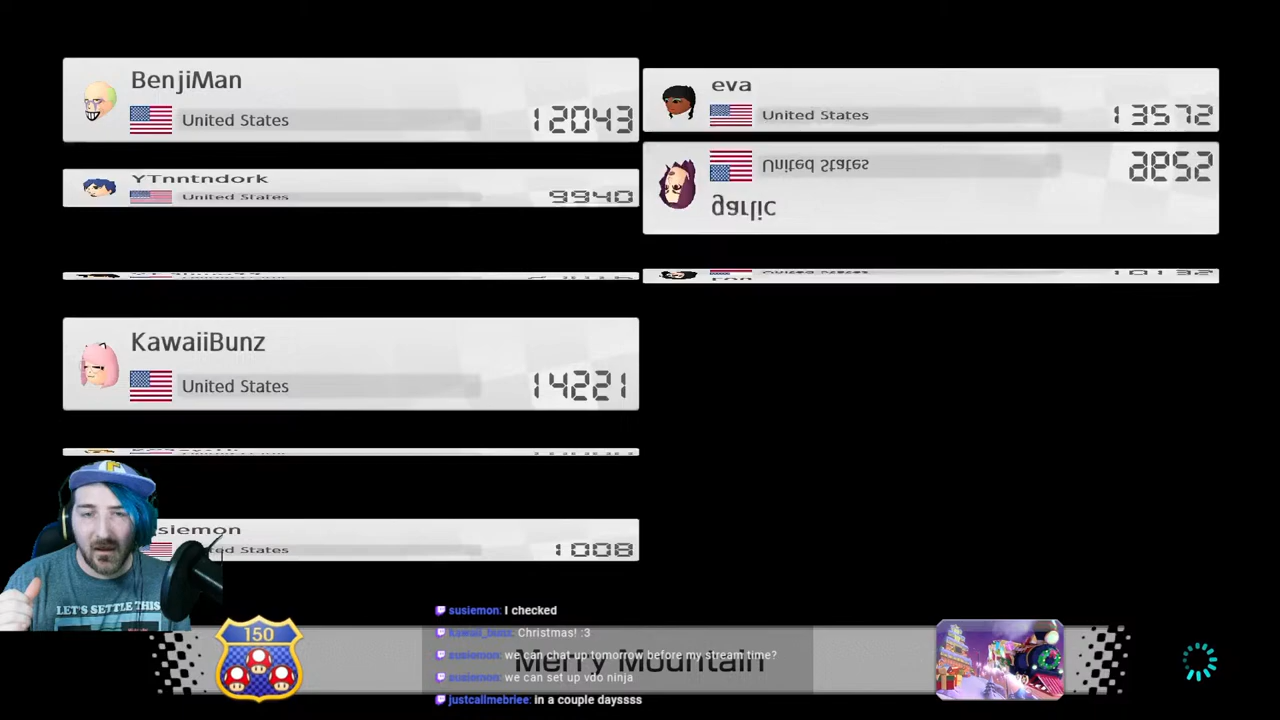 BenjiMan
United States
12043
eva
United States
13572
YTnntndork
United States
9940
United States
garlic
KawaiiBunz
United States
14221
siemon
ted States
1008
LET'S SETTLE THIS
150
susiemon: I checked
Christmas! :3
susiemon: we can chat up tomorrow before my stream time?
Merry Mountain
susiemon: we can set up vdo ninja
justcallmebriee: in a couple dayssss